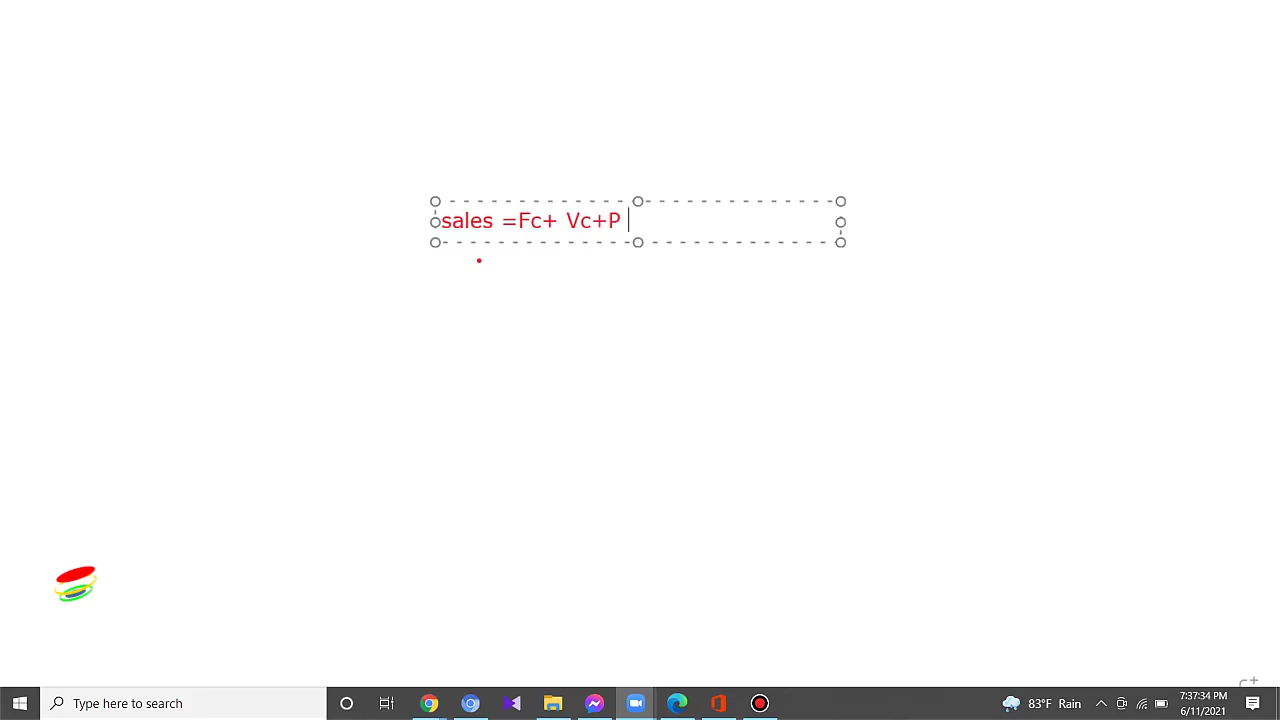 sales =Fc+ Vc+P
Type here to search
83°F Rain
7:37:34 PM
6/11/2021